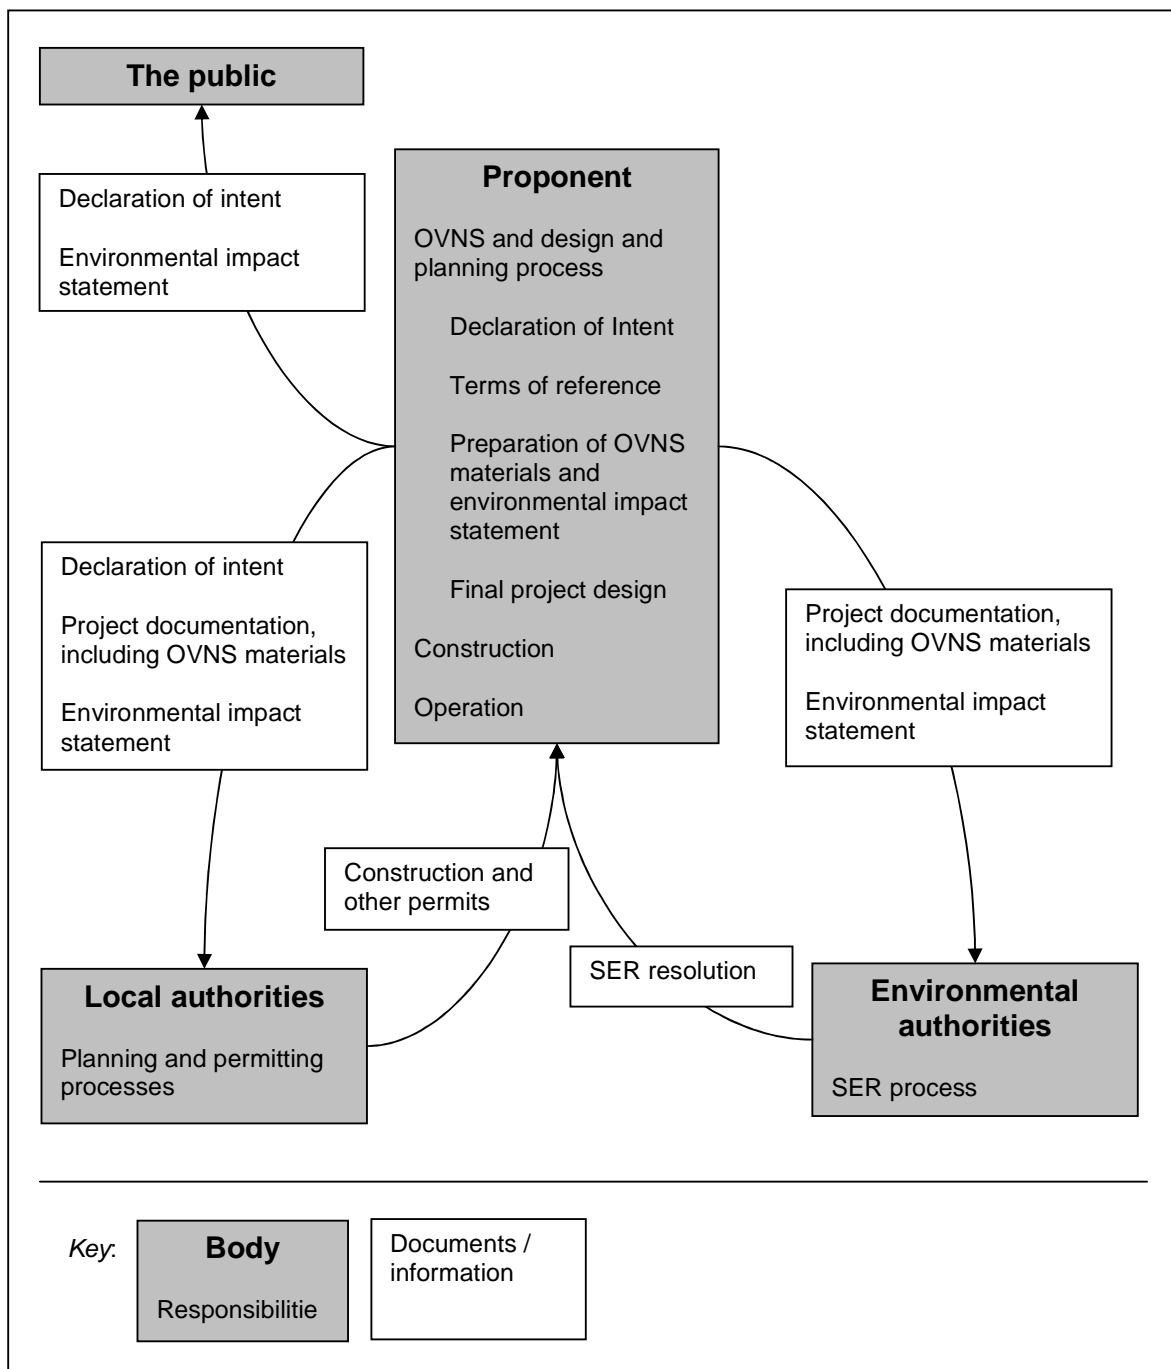 The public
Declaration of intent
Environmental impact
statement
Proponent
OVNS and design and
planning process
Declaration of Intent
Terms of reference
Preparation of OVNS
materials and
environmental impact
statement
Final project design
Construction
Operation
Declaration of intent
Project documentation,
including OVNS materials
Environmental impact
statement
Project documentation,
including OVNS materials
Environmental impact
statement
Construction and
other permits
SER resolution
Local authorities
Planning and permitting
processes
Environmental
authorities
SER process
Key:
Body
Responsibilitie
Documents /
information